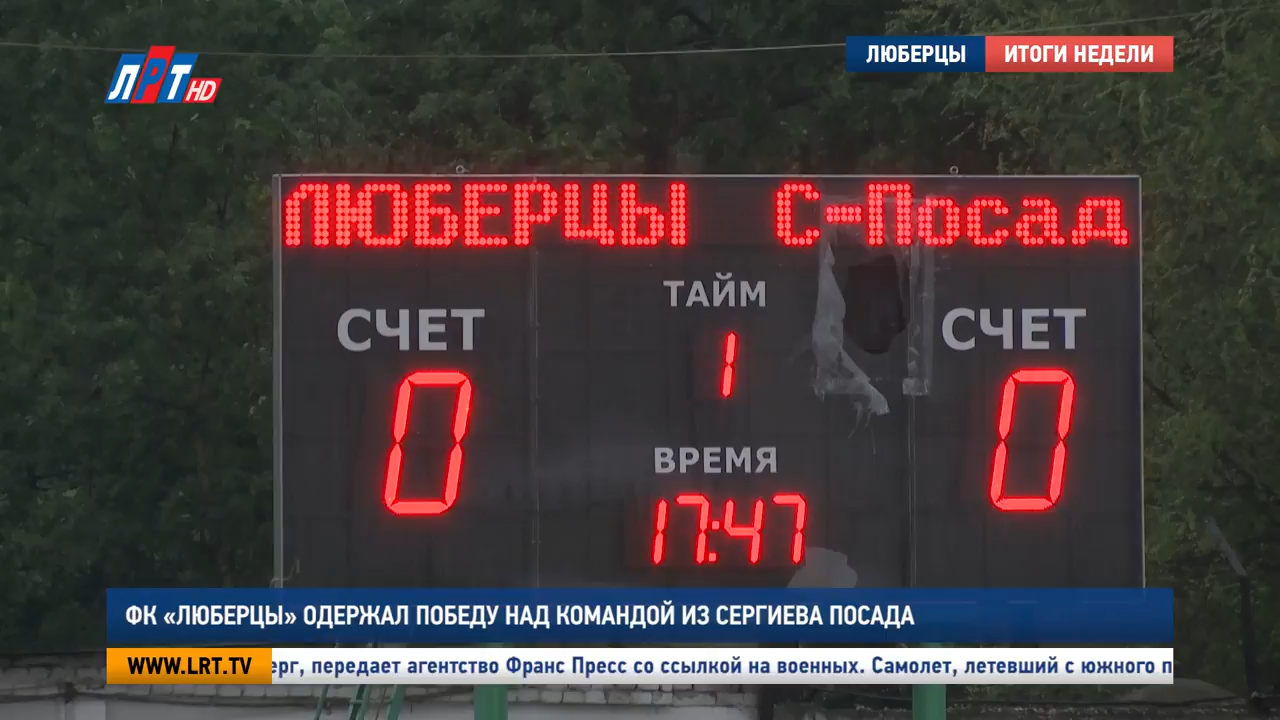 ЛРТ HD
ЛЮБЕРЦЫ ИТОГИ НЕДЕЛИ
ЛЮБЕРЦЫ С-Посад
ТАЙМ
СЧЕТ 1 СЧЕТ
0 0
ВРЕМЯ
17:47
ФК «ЛЮБЕРЦЫ» ОДЕРЖАЛ ПОБЕДУ НАД КОМАНДОЙ ИЗ СЕРГИЕВА ПОСАДА
WWW.LRT.TV ерг, передает агентство Франс Пресс со ссылкой на военных. Самолет, летевший с южного п